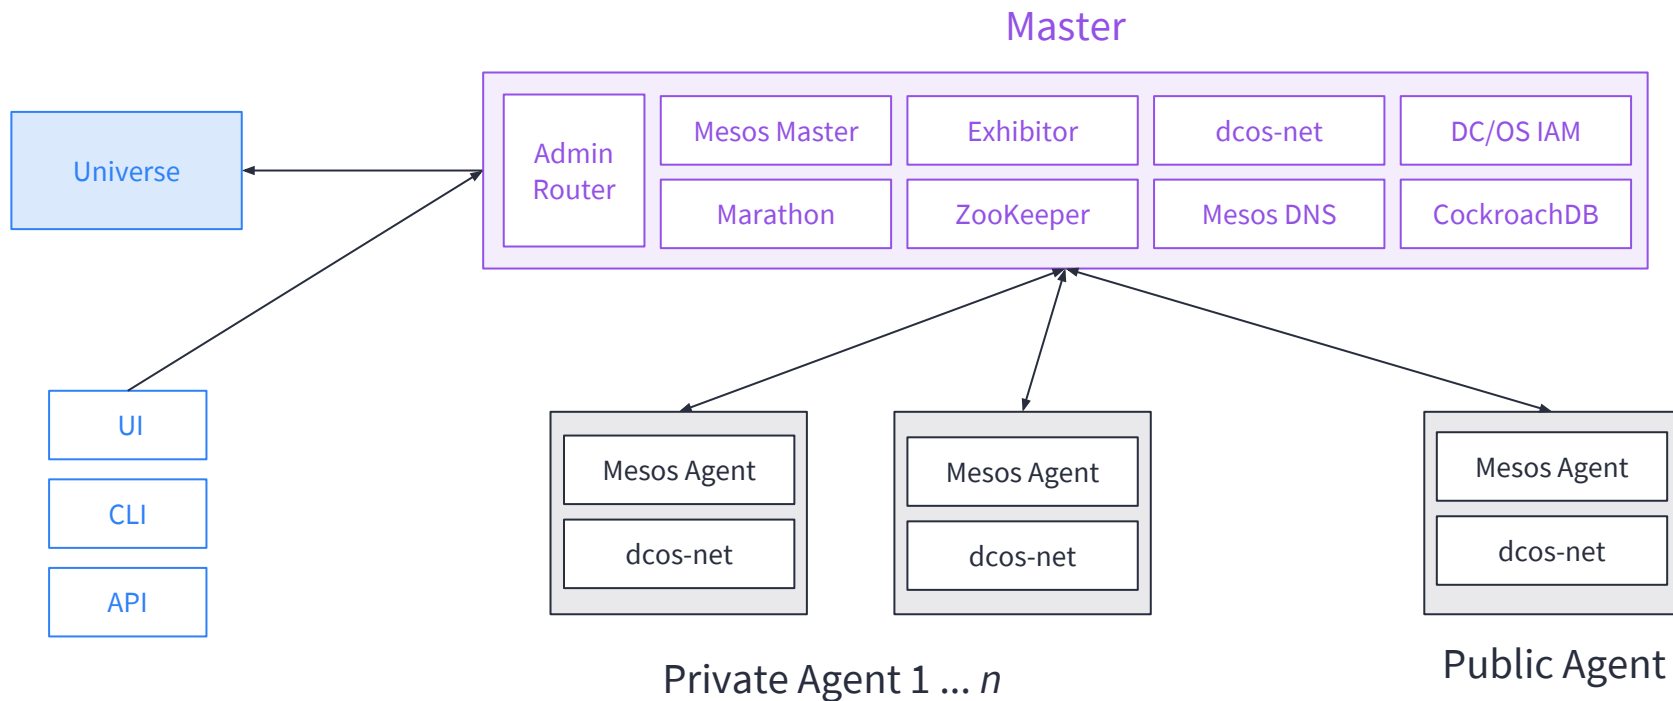 Master
Universe
Admin
Router
Mesos Master
Exhibitor
dcos-net
DC/OS IAM
Marathon
ZooKeeper
Mesos DNS
CockroachDB
UI
CLI
API
Mesos Agent
dcos-net
Mesos Agent
dcos-net
Mesos Agent
dcos-net
Private Agent 1 ... n
Public Agent